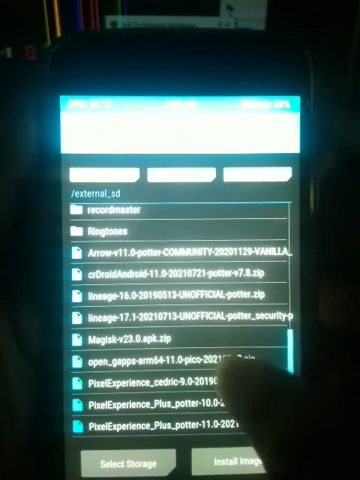 /external_sd
recordmaster
Ringtones
Arrow-v11.0-potter-COMMUNITY-20201129-VANILLA_
crDroidAndroid-11.0-20210721-potter-v7.8.zip
lineage-16.0-20190513-UNOFFICIAL-potter.zip
lineage-17.1-20210713-UNOFFICIAL-potter_security-p
Magisk-v23.0.apk.zip
open_gapps-arm64-11.0-pico-2021
PixelExperience_cedric-9.0-2019
PixelExperience_Plus_potter-10.0-2
PixelExperience_Plus_potter-11.0-2021
Select Storage
Install Image